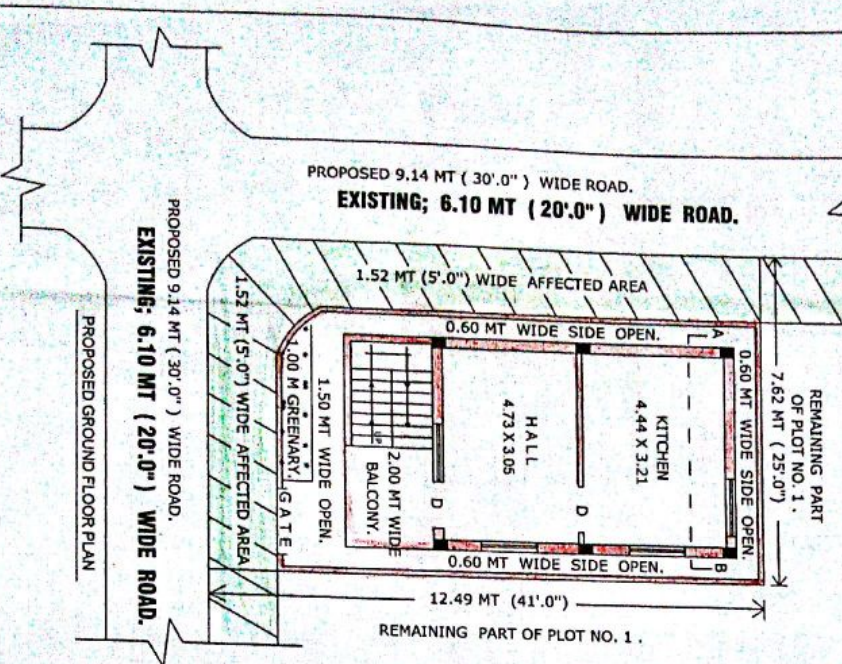 PROPOSED 9.14 MT ( 30'.0" ) WIDE ROAD.
EXISTING; 6.10 MT ( 20'.0" ) WIDE ROAD.
1.52 MT (5'.0") WIDE AFFECTED AREA
0.60 MT WIDE SIDE OPEN.
A
0.60 MT WIDE SIDE OPEN.
7.62 MT ( 25'.0")
REMAINING PART
OF PLOT NO. 1 .
KITCHEN
4.44 X 3.21
HALL
4.73 X 3.05
D
D
UP
2.00 MT WIDE
BALCONY.
1.50 MT WIDE OPEN.
1.00 M GREENARY.
GATE
1.52 MT (5'.0") WIDE AFFECTED AREA
PROPOSED 9.14 MT ( 30'.0" ) WIDE ROAD.
EXISTING; 6.10 MT ( 20'.0" ) WIDE ROAD.
PROPOSED GROUND FLOOR PLAN
0.60 MT WIDE SIDE OPEN.
B
12.49 MT (41'.0")
REMAINING PART OF PLOT NO. 1 .